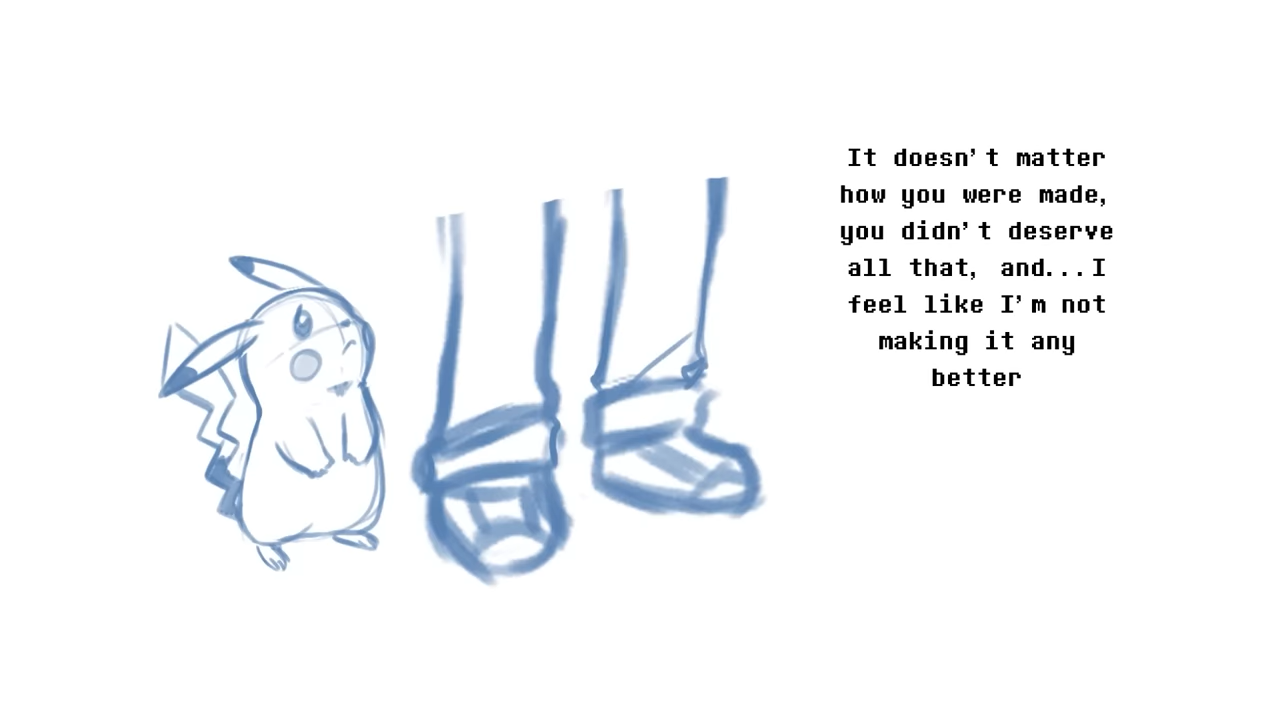 It doesn't matter
how you were made,
you didn't deserve
all that, and...I
feel like I'm not
making it any
better